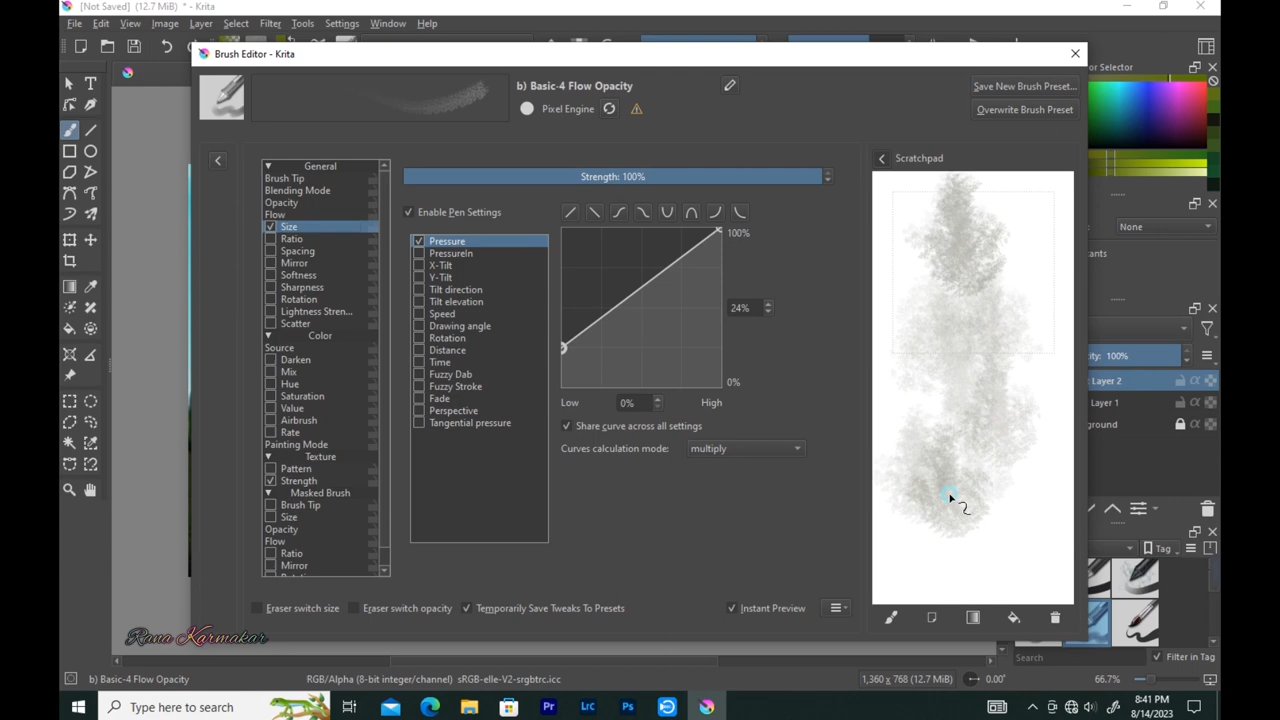 [Not Saved] (12.7 MiB) * - Krita
File Edit View Image Layer Select Filter Tools Settings Window Help
Brush Editor - Krita
or Selector
b) Basic-4 Flow Opacity
Pixel Engine
Save New Brush Preset...
Overwrite Brush Preset
General
Brush Tip
Blending Mode
Opacity
Flow
Size
Ratio
Spacing
Mirror
Softness
Sharpness
Rotation
Lightness Stren...
Scatter
Color
Source
Darken
Mix
Hue
Saturation
Value
Airbrush
Rate
Painting Mode
Texture
Pattern
Strength
Masked Brush
Brush Tip
Size
Opacity
Flow
Ratio
Mirror
Strength: 100%
Enable Pen Settings
Pressure
PressureIn
X-Tilt
Y-Tilt
Tilt direction
Tilt elevation
Speed
Drawing angle
Rotation
Distance
Time
Fuzzy Dab
Fuzzy Stroke
Fade
Perspective
Tangential pressure
100%
24%
0%
Low 0% High
Share curve across all settings
Curves calculation mode: multiply
Scratchpad
None
ants
ity: 100%
Layer 2
Layer 1
ground
Tag
Eraser switch size Eraser switch opacity Temporarily Save Tweaks To Presets Instant Preview
Rana Karmakar
Search Filter in Tag
b) Basic-4 Flow Opacity RGB/Alpha (8-bit integer/channel) sRGB-elle-V2-srgbtrc.icc 1,360 x 768 (12.7 MiB) 0.00° 66.7%
Type here to search
Pr Lrc Ps
8:41 PM
8/14/2023